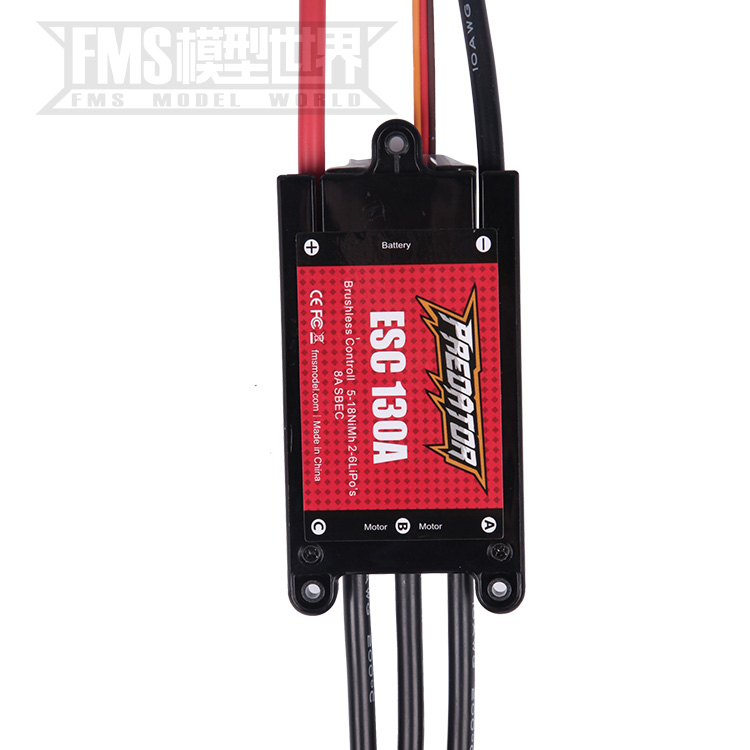 FMS模型世界
FMS MODEL WORLD
10AWG
+
Battery
−
PREDATOR
ESC 130A
Brushless Controll 5-18NiMh 2-6LiPo's
8A SBEC
CE FC fmsmodel.com | Made in China
C
Motor
B
Motor
A